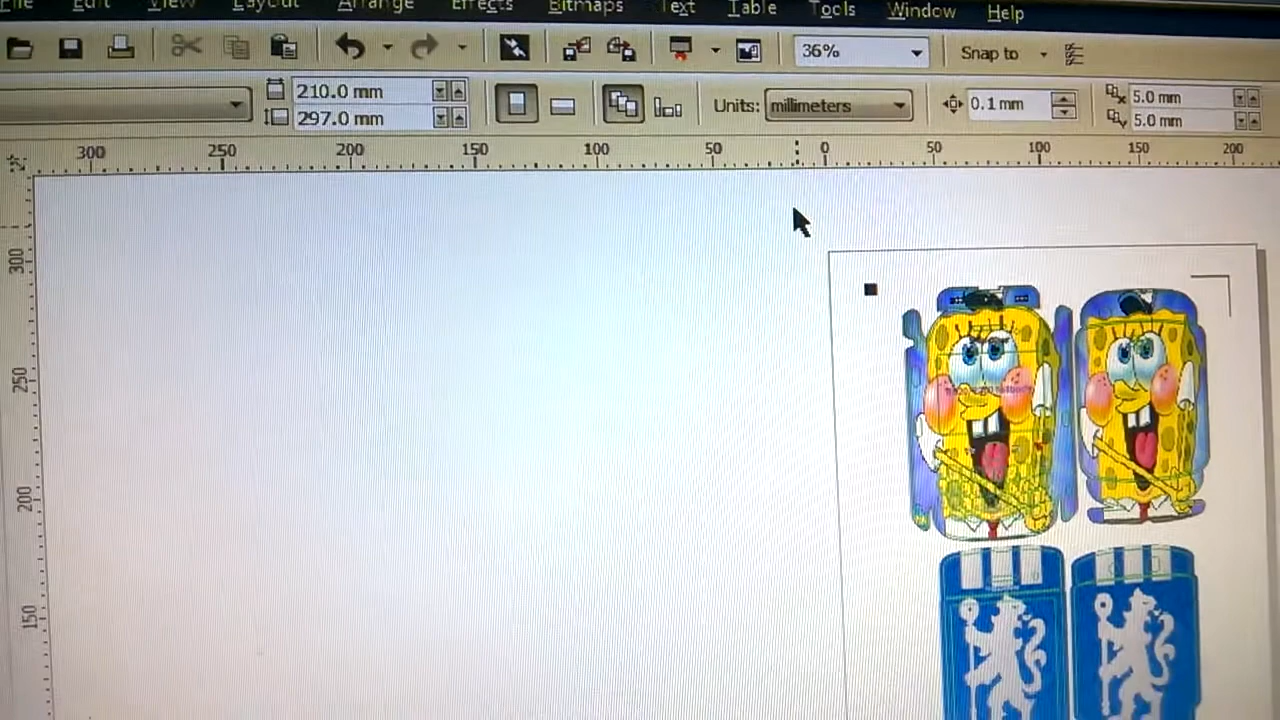 File Edit View Layout Arrange Effects Bitmaps Text Table Tools Window Help
36% Snap to
210.0 mm
297.0 mm
Units: millimeters 0.1 mm 5.0 mm
5.0 mm
300 250 200 150 100 50 0 50 100 150 200
300
250
200
150